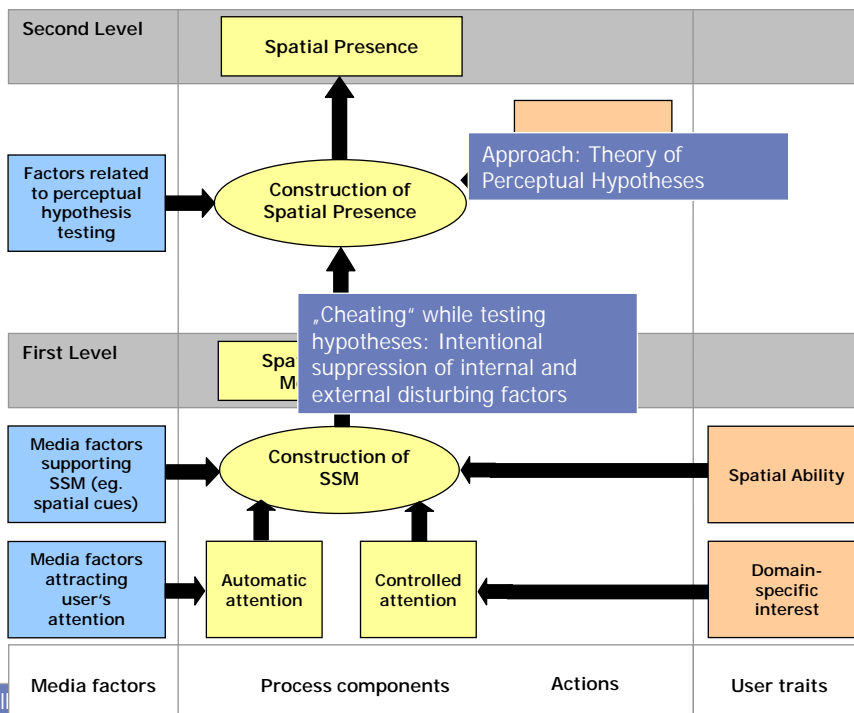 Second Level
Spatial Presence
Approach: Theory of
Perceptual Hypotheses
Factors related
to perceptual
hypothesis
testing
Construction of
Spatial Presence
„Cheating“ while testing
hypotheses: Intentional
suppression of internal and
external disturbing factors
First Level
Media factors
supporting
SSM (eg.
spatial cues)
Construction of
SSM
Spatial Ability
Media factors
attracting
user's
attention
Automatic
attention
Controlled
attention
Domain-
specific
interest
Media factors
Process components
Actions
User traits